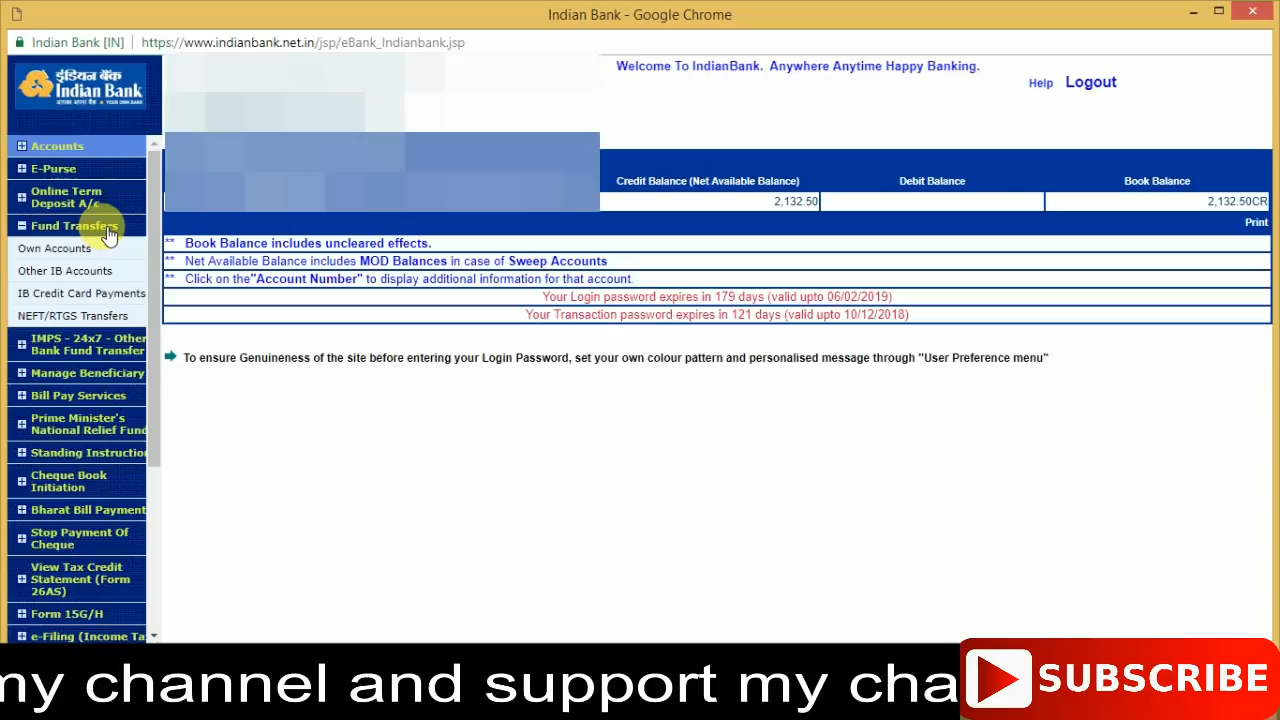 Indian Bank - Google Chrome
Indian Bank [IN] https://www.indianbank.net.in/jsp/eBank_Indianbank.jsp
इंडियन बैंक
Indian Bank
Welcome To IndianBank. Anywhere Anytime Happy Banking.
Help Logout
Accounts
E-Purse
Online Term
Deposit A/c
Fund Transfers
Own Accounts
Other IB Accounts
IB Credit Card Payments
NEFT/RTGS Transfers
IMPS - 24x7 - Other
Bank Fund Transfer
Manage Beneficiary
Bill Pay Services
Prime Minister's
National Relief Fund
Standing Instructio
Cheque Book
Initiation
Bharat Bill Payment
Stop Payment Of
Cheque
View Tax Credit
Statement (Form
26AS)
Form 15G/H
e-Filing (Income Ta
Credit Balance (Net Available Balance) Debit Balance Book Balance
2,132.50 2,132.50CR
Print
** Book Balance includes uncleared effects.
** Net Available Balance includes MOD Balances in case of Sweep Accounts
** Click on the"Account Number" to display additional information for that account.
Your Login password expires in 179 days (valid upto 06/02/2019)
Your Transaction password expires in 121 days (valid upto 10/12/2018)
To ensure Genuineness of the site before entering your Login Password, set your own colour pattern and personalised message through "User Preference menu"
my channel and support my cha
SUBSCRIBE